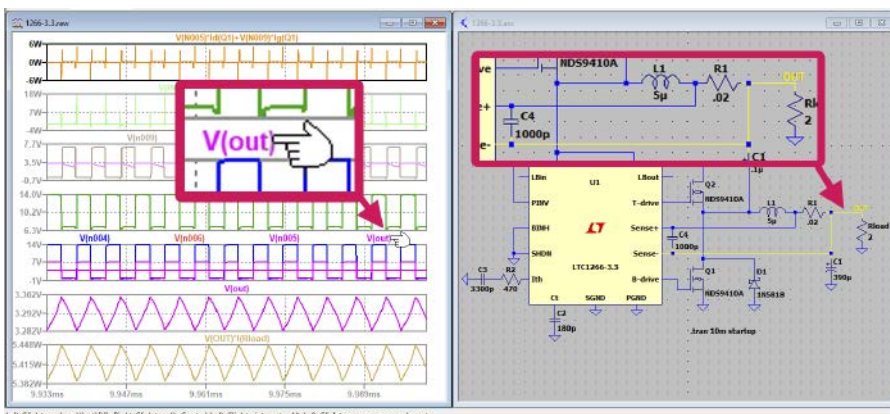 1266-3.3.raw
V(N005)*Id(Q1)+V(N009)*Ig(Q1)
6W
0W
-6W
18W
7W
-4W
V(n009)
7.7V
3.5V
-0.7V
14.0V
10.2V
6.3V
V(out)
V(n004)
V(n006)
V(n005)
V(out)
14V
7V
-1V
V(out)
3.302V
3.292V
3.282V
V(OUT)*I(Rload)
5.448W
5.415W
5.382W
9.933ms
9.947ms
9.961ms
9.975ms
9.989ms
NDS9410A
L1
5µ
R1
.02
OUT
2
C4
1000p
C1
.1µ
U1
LBin
LBout
PINV
T-drive
BINH
Sense+
SHDN
Sense-
LTC1266-3.3
Ith
B-drive
Ct
SGND
PGND
Q2
NDS9410A
L1
5µ
R1
.02
Rload
2
C4
1000p
C1
390µ
Q1
NDS9410A
D1
1N5818
C3
3300p
R2
470
C2
180p
.tran 10m startup